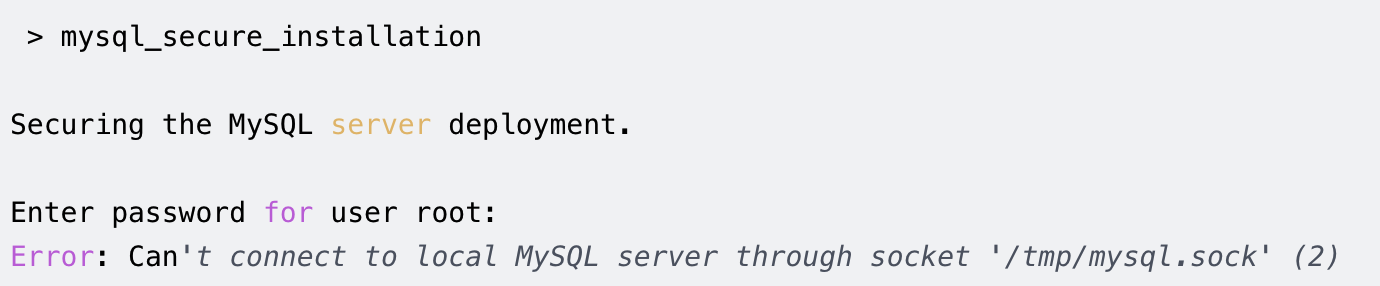 > mysql_secure_installation
Securing the MySQL server deployment.
Enter password for user root:
Error: Can't connect to local MySQL server through socket '/tmp/mysql.sock' (2)